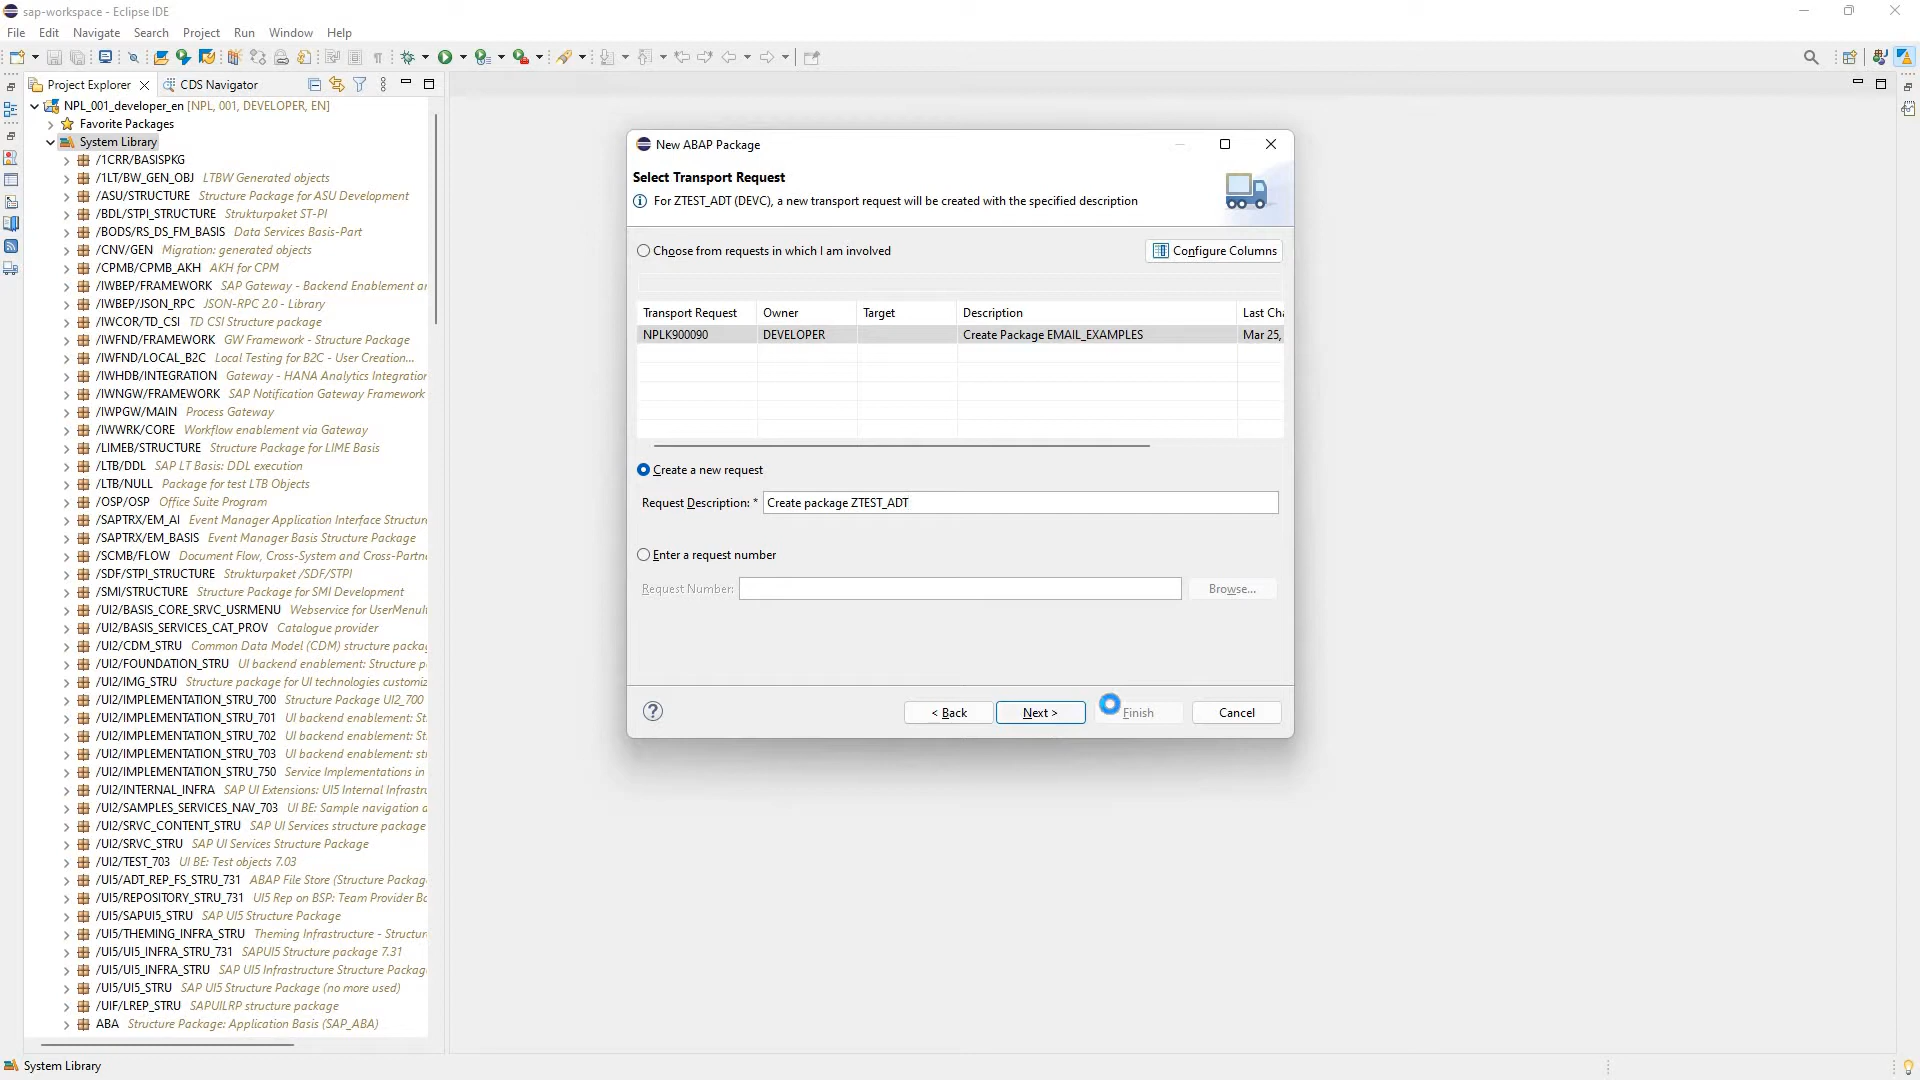 sap-workspace - Eclipse IDE
File Edit Navigate Search Project Run Window Help
Project Explorer CDS Navigator
NPL_001_developer_en [NPL, 001, DEVELOPER, EN]
Favorite Packages
System Library
/1CRR/BASISPKG
/1LT/BW_GEN_OBJ LTBW Generated objects
/ASU/STRUCTURE Structure Package for ASU Development
/BDL/STPI_STRUCTURE Strukturpaket ST-PI
/BODS/RS_DS_FM_BASIS Data Services Basis-Part
/CNV/GEN Migration: generated objects
/CPMB/CPMB_AKH AKH for CPM
/IWBEP/FRAMEWORK SAP Gateway - Backend Enablement an
/IWBEP/JSON_RPC JSON-RPC 2.0 - Library
/IWCOR/TD_CSI TD CSI Structure package
/IWFND/FRAMEWORK GW Framework - Structure Package
/IWFND/LOCAL_B2C Local Testing for B2C - User Creation...
/IWHDB/INTEGRATION Gateway - HANA Analytics Integration
/IWNGW/FRAMEWORK SAP Notification Gateway Framework
/IWPGW/MAIN Process Gateway
/IWWRK/CORE Workflow enablement via Gateway
/LIMEB/STRUCTURE Structure Package for LIME Basis
/LTB/DDL SAP LT Basis: DDL execution
/LTB/NULL Package for test LTB Objects
/OSP/OSP Office Suite Program
/SAPTRX/EM_AI Event Manager Application Interface Structure
/SAPTRX/EM_BASIS Event Manager Basis Structure Package
/SCMB/FLOW Document Flow, Cross-System and Cross-Partne
/SDF/STPI_STRUCTURE Strukturpaket /SDF/STPI
/SMI/STRUCTURE Structure Package for SMI Development
/UI2/BASIS_CORE_SRVC_USRMENU Webservice for UserMenuI
/UI2/BASIS_SERVICES_CAT_PROV Catalogue provider
/UI2/CDM_STRU Common Data Model (CDM) structure packag
/UI2/FOUNDATION_STRU UI backend enablement: Structure p
/UI2/IMG_STRU Structure package for UI technologies customiz
/UI2/IMPLEMENTATION_STRU_700 Structure Package UI2_700
/UI2/IMPLEMENTATION_STRU_701 UI backend enablement: St
/UI2/IMPLEMENTATION_STRU_702 UI backend enablement: St
/UI2/IMPLEMENTATION_STRU_703 UI backend enablement: str
/UI2/IMPLEMENTATION_STRU_750 Service Implementations in
/UI2/INTERNAL_INFRA SAP UI Extensions: UI5 Internal Infrastru
/UI2/SAMPLES_SERVICES_NAV_703 UI BE: Sample navigation a
/UI2/SRVC_CONTENT_STRU SAP UI Services structure package
/UI2/SRVC_STRU SAP UI Services Structure Package
/UI2/TEST_703 UI BE: Test objects 7.03
/UI5/ADT_REP_FS_STRU_731 ABAP File Store (Structure Packag
/UI5/REPOSITORY_STRU_731 UI5 Rep on BSP: Team Provider Ba
/UI5/SAPUI5_STRU SAP UI5 Structure Package
/UI5/THEMING_INFRA_STRU Theming Infrastructure - Structur
/UI5/UI5_INFRA_STRU_731 SAPUI5 Structure package 7.31
/UI5/UI5_INFRA_STRU SAP UI5 Infrastructure Structure Packag
/UI5/UI5_STRU SAP UI5 Structure Package (no more used)
/UIF/LREP_STRU SAPUILRP structure package
ABA Structure Package: Application Basis (SAP_ABA)
System Library
New ABAP Package
Select Transport Request
For ZTEST_ADT (DEVC), a new transport request will be created with the specified description
Choose from requests in which I am involved Configure Columns
Transport Request Owner Target Description Last Cha
NPLK900090 DEVELOPER Create Package EMAIL_EXAMPLES Mar 25,
Create a new request
Request Description: * Create package ZTEST_ADT
Enter a request number
Request Number: Browse...
< Back Next > Finish Cancel